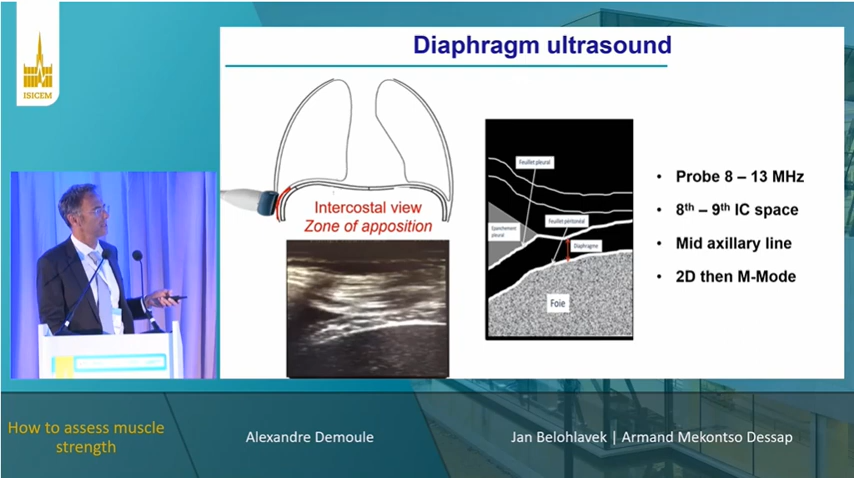 ISICEM
Diaphragm ultrasound
Intercostal view
Zone of apposition
Feuillet pleural
Feuillet péritonéal
Epanchement
pleural
Diaphragme
Foie
• Probe 8 – 13 MHz
• 8th – 9th IC space
• Mid axillary line
• 2D then M-Mode
How to assess muscle
strength
Alexandre Demoule
Jan Belohlavek | Armand Mekontso Dessap